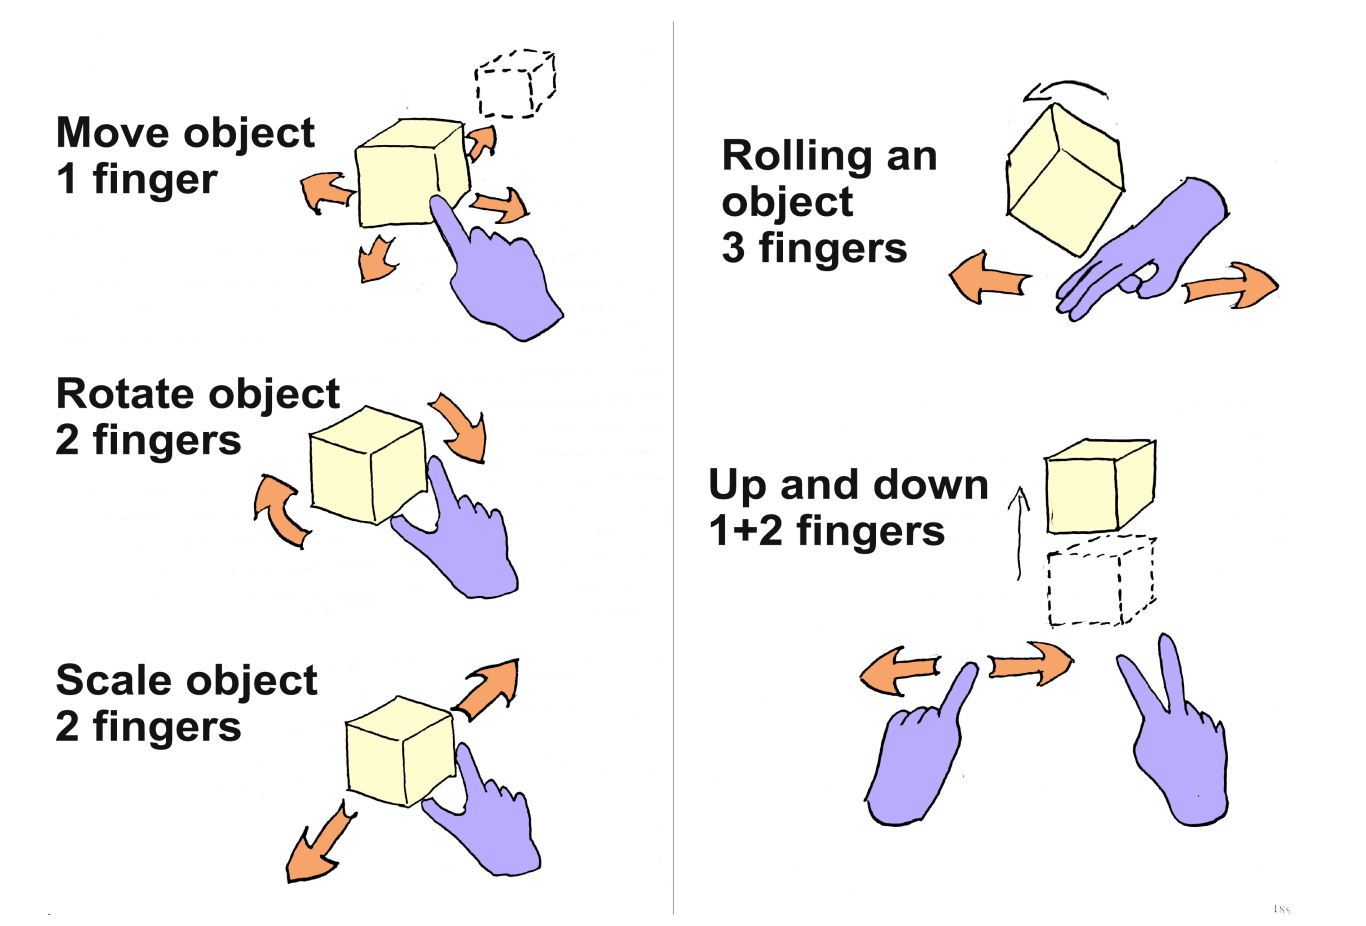 Move object
1 finger
Rotate object
2 fingers
Scale object
2 fingers
Rolling an
object
3 fingers
Up and down
1+2 fingers